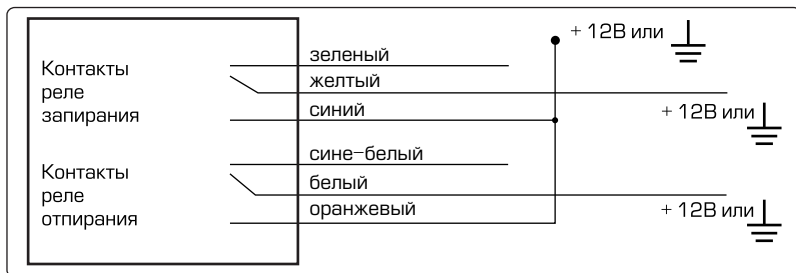 + 12В или
зеленый
Контакты
реле
запирания
желтый
синий
+ 12В или
сине-белый
Контакты
реле
отпирания
белый
оранжевый
+ 12В или